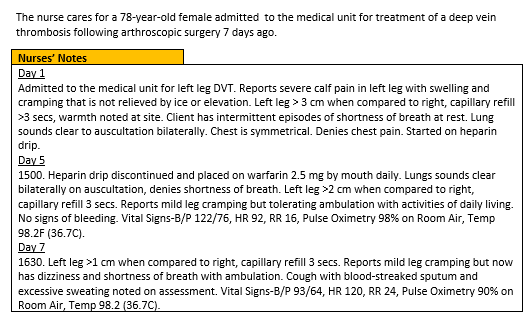 The nurse cares for a 78-year-old female admitted to the medical unit for treatment of a deep vein
thrombosis following arthroscopic surgery 7 days ago.
Nurses' Notes
Day 1
Admitted to the medical unit for left leg DVT. Reports severe calf pain in left leg with swelling and
cramping that is not relieved by ice or elevation. Left leg > 3 cm when compared to right, capillary refill
>3 secs, warmth noted at site. Client has intermittent episodes of shortness of breath at rest. Lung
sounds clear to auscultation bilaterally. Chest is symmetrical. Denies chest pain. Started on heparin
drip.
Day 5
1500. Heparin drip discontinued and placed on warfarin 2.5 mg by mouth daily. Lungs sounds clear
bilaterally on auscultation, denies shortness of breath. Left leg >2 cm when compared to right,
capillary refill 3 secs. Reports mild leg cramping but tolerating ambulation with activities of daily living.
No signs of bleeding. Vital Signs-B/P 122/76, HR 92, RR 16, Pulse Oximetry 98% on Room Air, Temp
98.2F (36.7C).
Day 7
1630. Left leg >1 cm when compared to right, capillary refill 3 secs. Reports mild leg cramping but now
has dizziness and shortness of breath with ambulation. Cough with blood-streaked sputum and
excessive sweating noted on assessment. Vital Signs-B/P 93/64, HR 120, RR 24, Pulse Oximetry 90% on
Room Air, Temp 98.2 (36.7C).